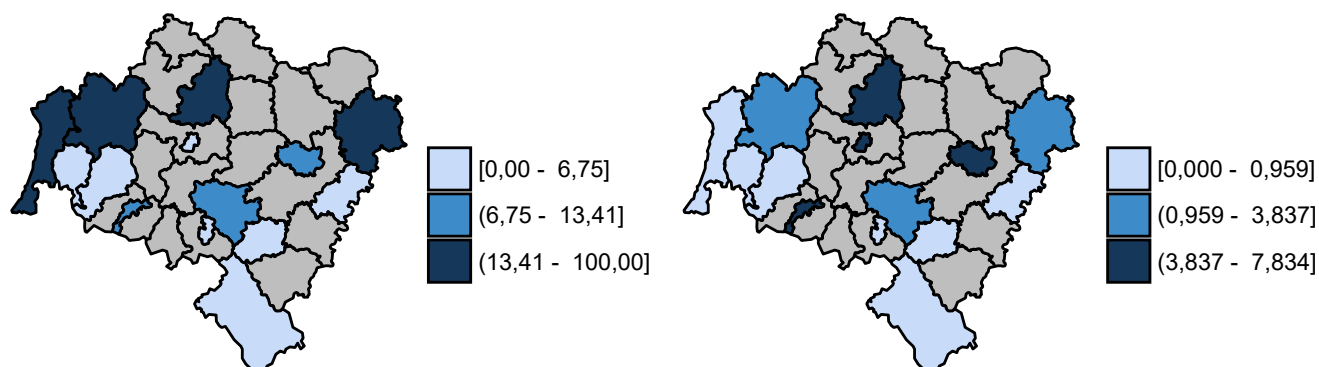 [0,00 - 6,75]
(6,75 - 13,41]
(13,41 - 100,00]
[0,000 - 0,959]
(0,959 - 3,837]
(3,837 - 7,834]